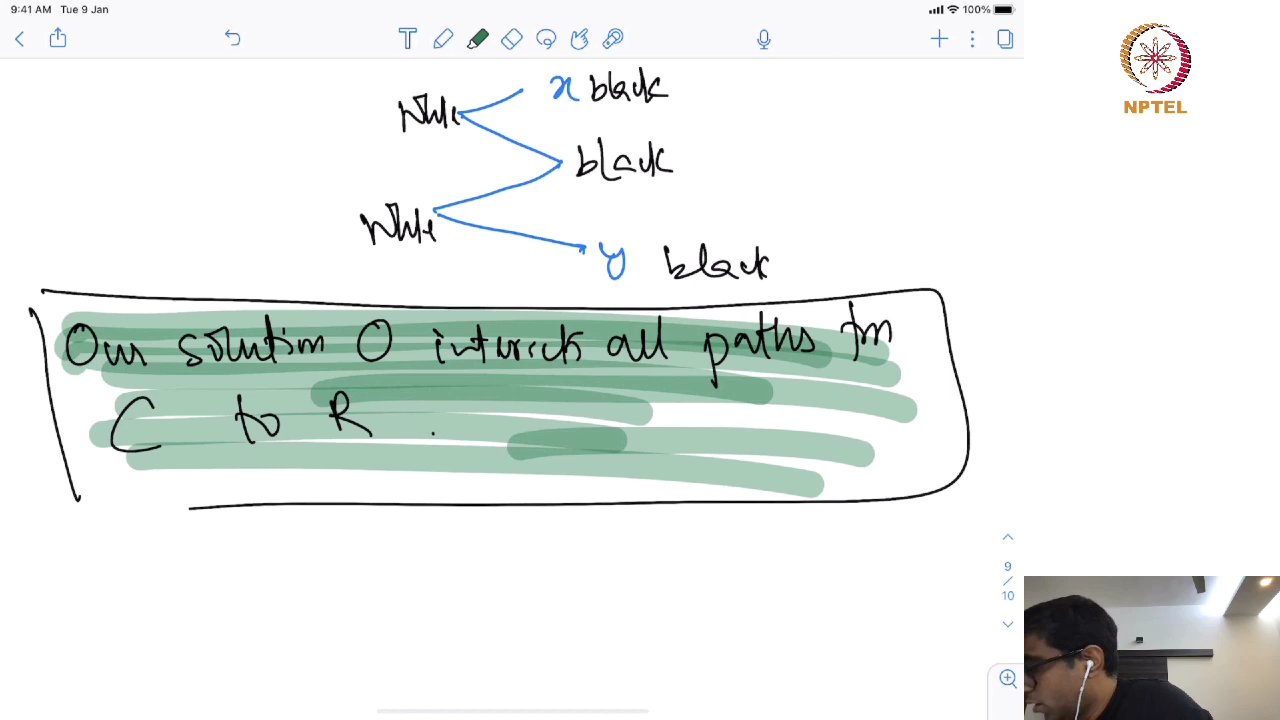 9:41 AM Tue 9 Jan
100%
NPTEL
x black
White
black
White
y black
Our solution O intersects all paths from
C to R .
9
/
10